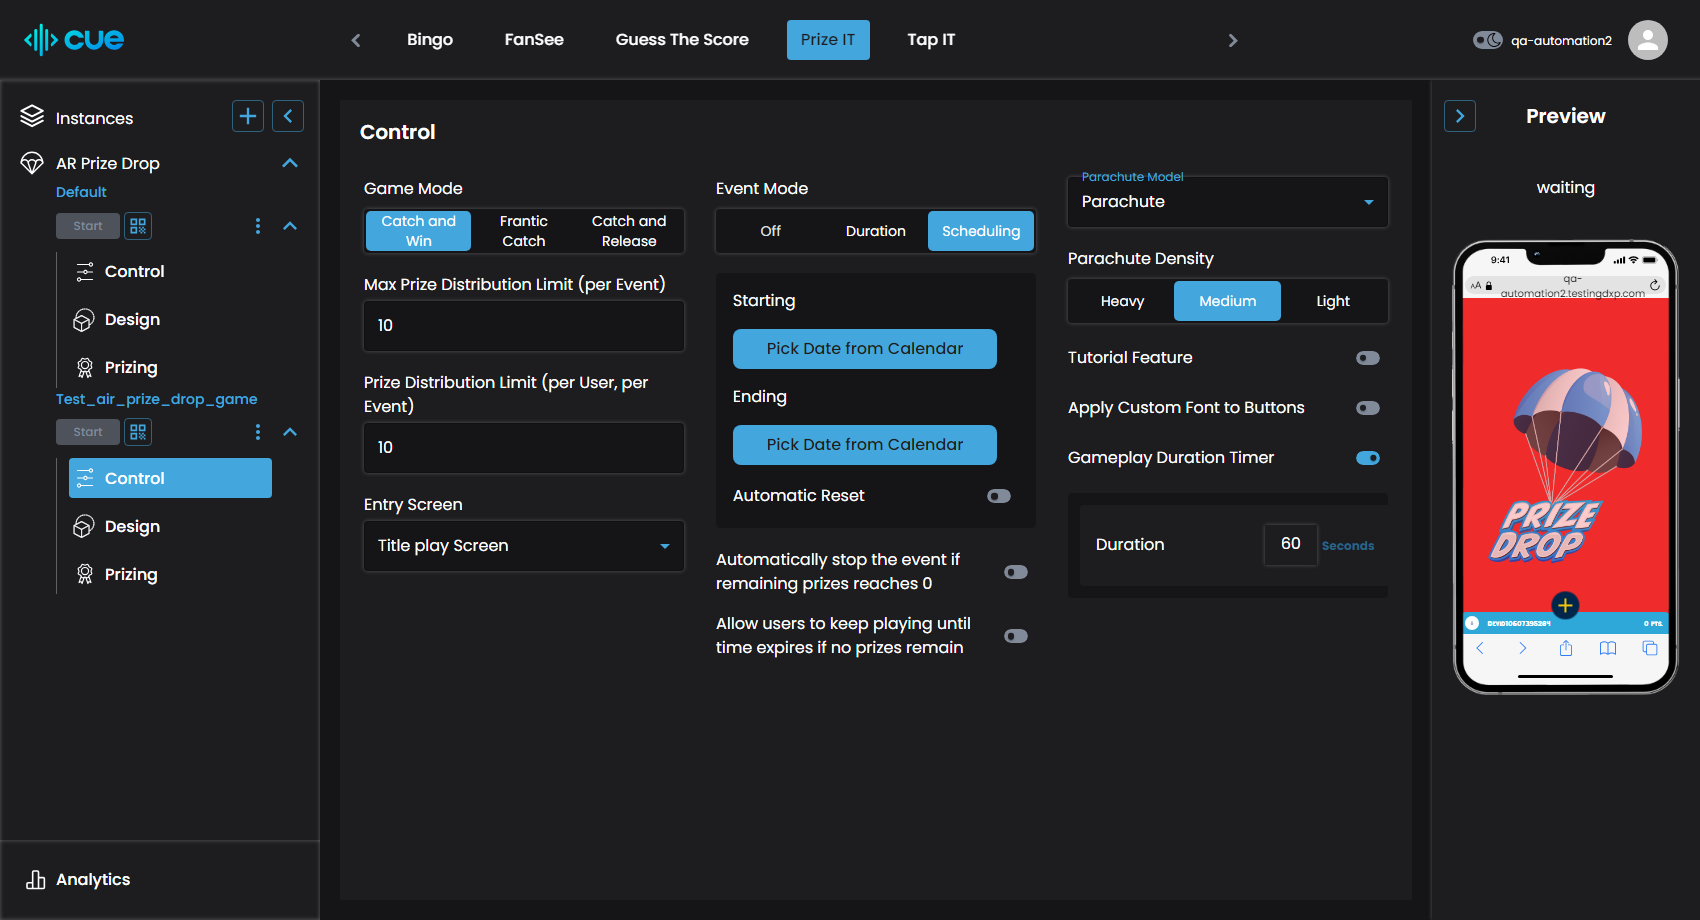 cue
Bingo
FanSee
Guess The Score
Prize IT
Tap IT
qa-automation2
Instances
AR Prize Drop
Default
Start
Control
Design
Prizing
Test_air_prize_drop_game
Start
Control
Design
Prizing
Analytics
Control
Game Mode
Catch and
Win
Frantic
Catch
Catch and
Release
Max Prize Distribution Limit (per Event)
10
Prize Distribution Limit (per User, per
Event)
10
Entry Screen
Title play Screen
Event Mode
Off
Duration
Scheduling
Starting
Pick Date from Calendar
Ending
Pick Date from Calendar
Automatic Reset
Automatically stop the event if
remaining prizes reaches 0
Allow users to keep playing until
time expires if no prizes remain
Parachute Model
Parachute
Parachute Density
Heavy
Medium
Light
Tutorial Feature
Apply Custom Font to Buttons
Gameplay Duration Timer
Duration
60
Seconds
Preview
waiting
9:41
AA
qa-
automation2.testingdxp.com
PRIZE
DROP
0 PTS.